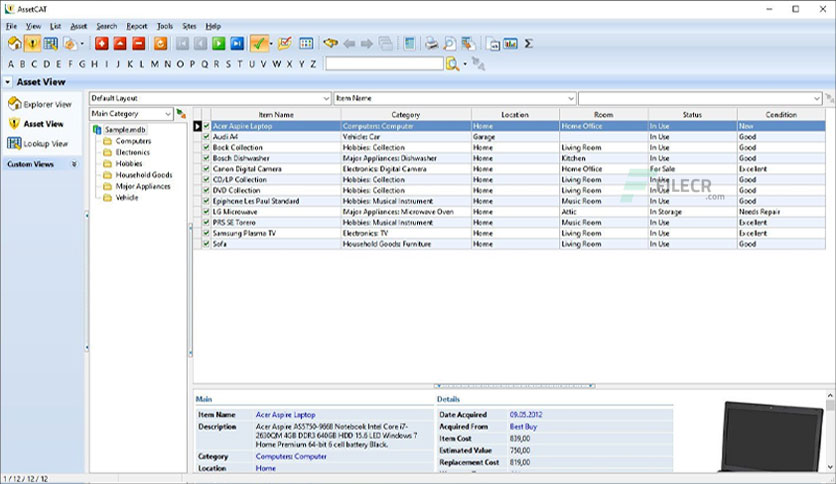 AssetCAT
File View List Asset Search Report Tools Sites Help
A B C D E F G H I J K L M N O P Q R S T U V W X Y Z
Asset View
Explorer View
Asset View
Lookup View
Custom Views
Default Layout Item Name
Main Category
Sample.mdb
Computers
Electronics
Hobbies
Household Goods
Major Appliances
Vehicle
Item Name Category Location Room Status Condition
Acer Aspire Laptop Computers: Computer Home Home Office In Use New
Audi A4 Vehicle: Car Garage In Use Good
Book Collection Hobbies: Collection Home Living Room In Use Good
Bosch Dishwasher Major Appliances: Dishwasher Home Kitchen In Use Good
Canon Digital Camera Electronics: Digital Camera Home Home Office For Sale Excellent
CD/LP Collection Hobbies: Collection Home Living Room In Use Good
DVD Collection Hobbies: Collection Home Living Room In Use Good
Epiphone Les Paul Standard Hobbies: Musical Instrument Home Music Room In Use Good
LG Microwave Major Appliances: Microwave Oven Home Attic In Storage Needs Repair
PRS SE Torero Hobbies: Musical Instrument Home Music Room In Use Excellent
Samsung Plasma TV Electronics: TV Home Living Room In Use Excellent
Sofa Household Goods: Furniture Home Living Room In Use Good
FILECR
.com
Main
Item Name Acer Aspire Laptop
Description Acer Aspire AS5750-9668 Notebook Intel Core i7-
2630QM 4GB DDR3 640GB HDD 15.6 LED Windows 7
Home Premium 64-bit 6 cell battery Black.
Category Computers: Computer
Location Home
Details
Date Acquired 09.05.2012
Acquired From Best Buy
Item Cost 839,00
Estimated Value 750,00
Replacement Cost 819,00
1 / 12 / 12 / 12